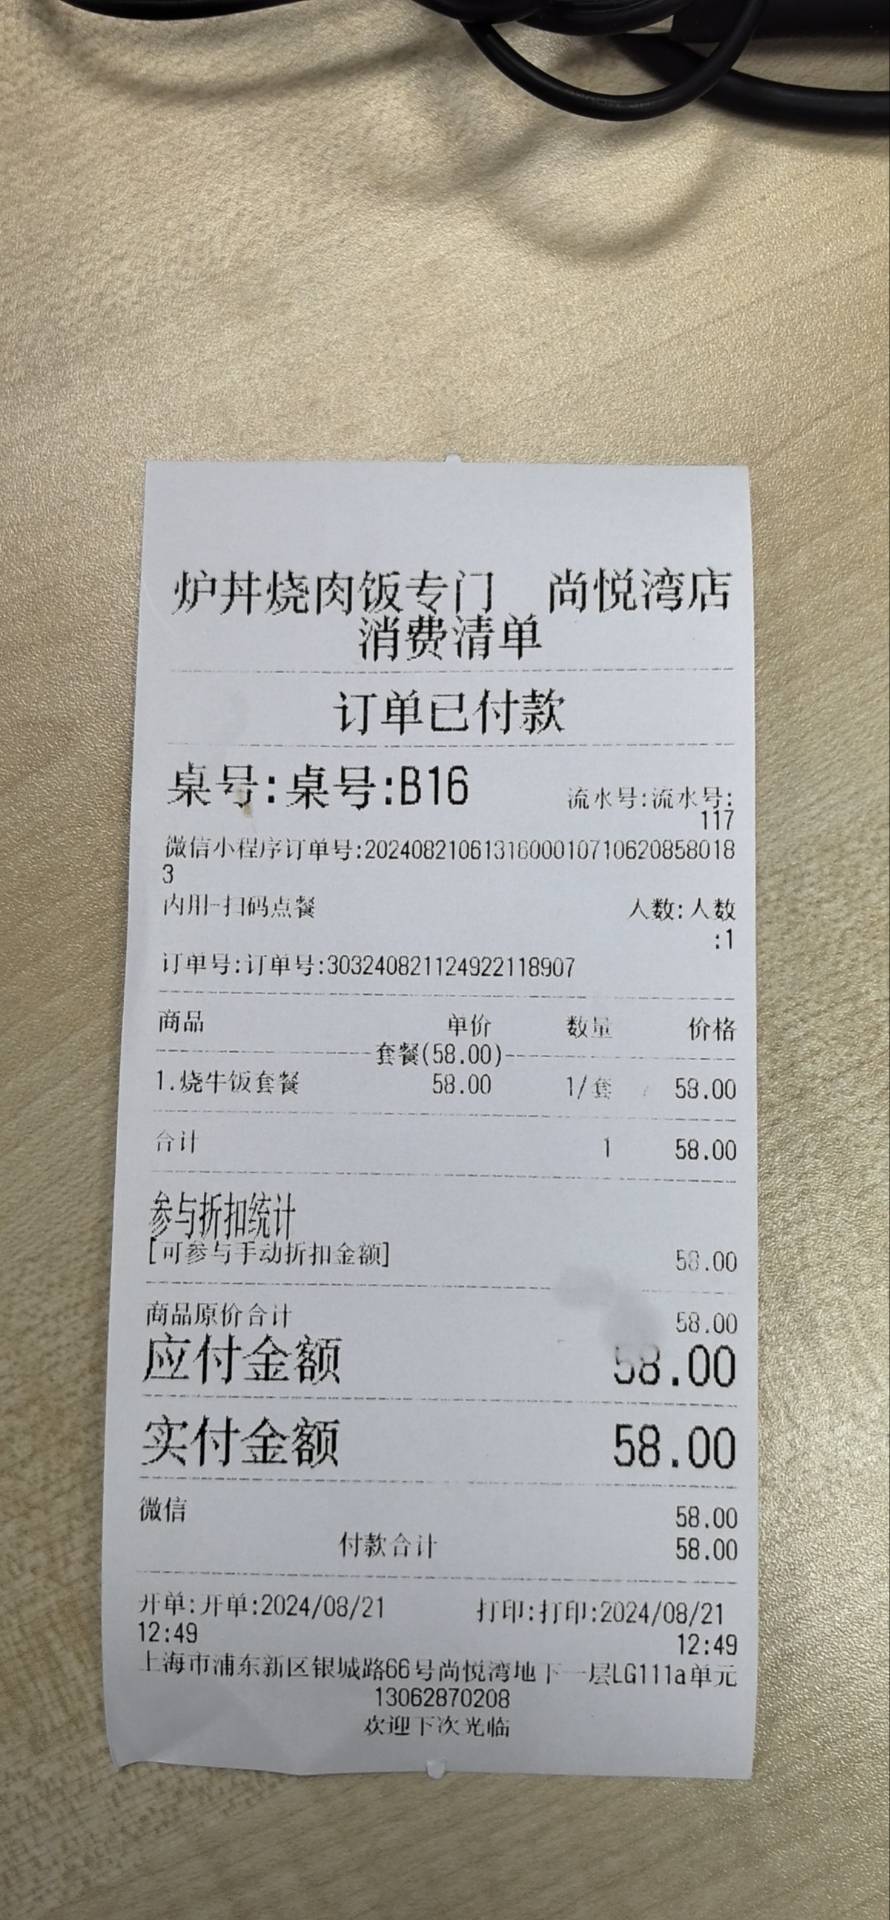 炉丼烧肉饭专门　尚悦湾店
消费清单
订单已付款
桌号:桌号:B16 流水号:流水号:
117
微信小程序订单号:2024082106131600010710620858018
3
内用-扫码点餐 人数:人数
:1
订单号:订单号:303240821124922118907
商品 单价 数量 价格
套餐(58.00)
1.烧牛饭套餐 58.00 1/套 58.00
合计 1 58.00
参与折扣统计
[可参与手动折扣金额] 58.00
商品原价合计 58.00
应付金额 58.00
实付金额 58.00
微信 58.00
付款合计 58.00
开单:开单:2024/08/21 打印:打印:2024/08/21
12:49 12:49
上海市浦东新区银城路66号尚悦湾地下一层LG111a单元
13062870208
欢迎下次光临